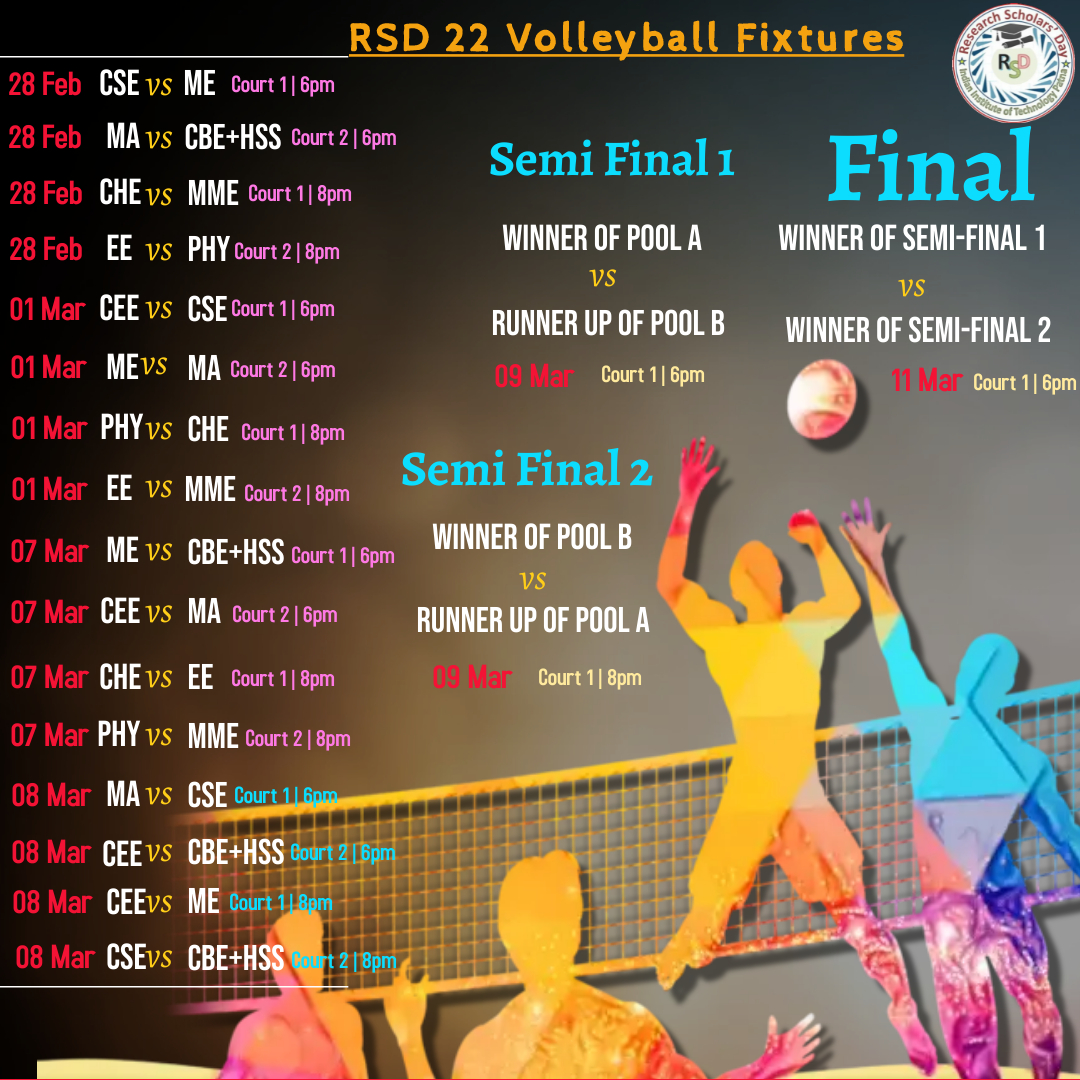 RSD 22 Volleyball Fixtures
Research Scholars' Day
RSD
Indian Institute of Technology Patna
28 Feb CSE vs ME Court 1 | 6pm
28 Feb MA vs CBE+HSS Court 2 | 6pm
28 Feb CHE vs MME Court 1 | 8pm
28 Feb EE vs PHY Court 2 | 8pm
01 Mar CEE vs CSE Court 1 | 6pm
01 Mar ME vs MA Court 2 | 6pm
01 Mar PHY vs CHE Court 1 | 8pm
01 Mar EE vs MME Court 2 | 8pm
07 Mar ME vs CBE+HSS Court 1 | 6pm
07 Mar CEE vs MA Court 2 | 6pm
07 Mar CHE vs EE Court 1 | 8pm
07 Mar PHY vs MME Court 2 | 8pm
08 Mar MA vs CSE Court 1 | 6pm
08 Mar CEE vs CBE+HSS Court 2 | 6pm
08 Mar CEE vs ME Court 1 | 8pm
08 Mar CSE vs CBE+HSS Court 2 | 8pm
Semi Final 1
WINNER OF POOL A
vs
RUNNER UP OF POOL B
09 Mar Court 1 | 6pm
Semi Final 2
WINNER OF POOL B
vs
RUNNER UP OF POOL A
09 Mar Court 1 | 8pm
Final
WINNER OF SEMI-FINAL 1
vs
WINNER OF SEMI-FINAL 2
11 Mar Court 1 | 6pm